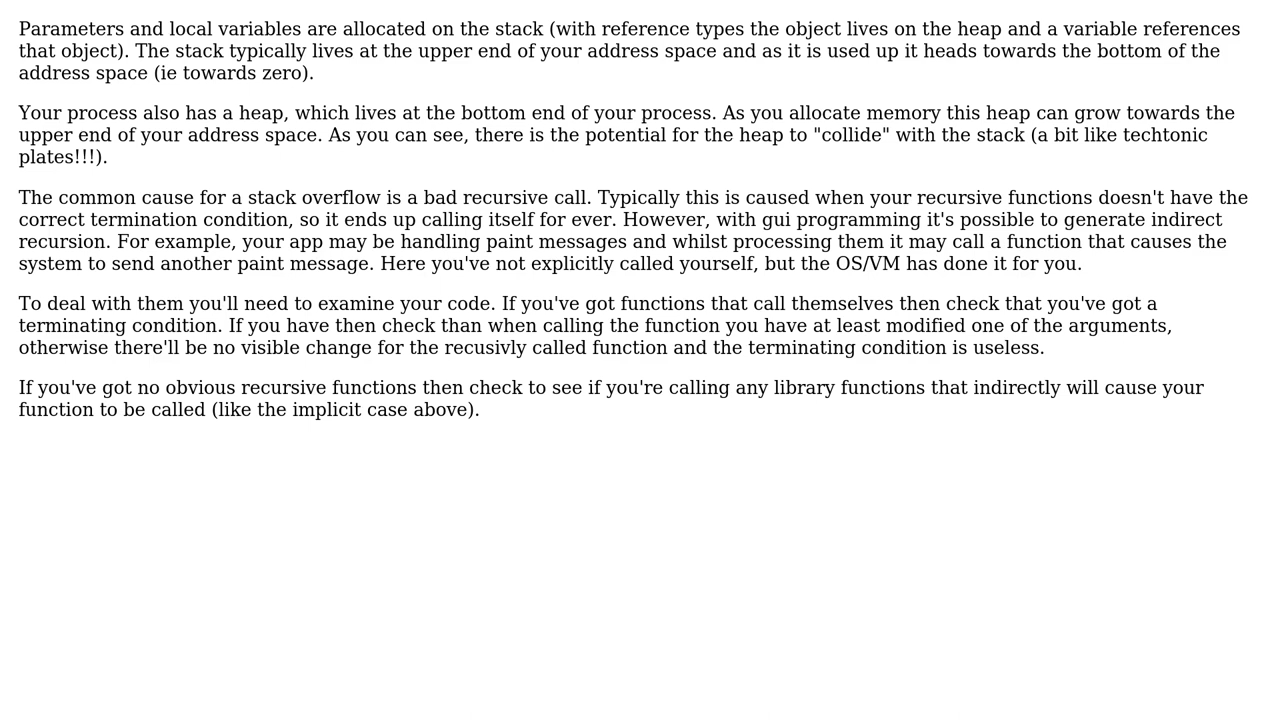 Parameters and local variables are allocated on the stack (with reference types the object lives on the heap and a variable references
that object). The stack typically lives at the upper end of your address space and as it is used up it heads towards the bottom of the
address space (ie towards zero).
Your process also has a heap, which lives at the bottom end of your process. As you allocate memory this heap can grow towards the
upper end of your address space. As you can see, there is the potential for the heap to "collide" with the stack (a bit like techtonic
plates!!!).
The common cause for a stack overflow is a bad recursive call. Typically this is caused when your recursive functions doesn't have the
correct termination condition, so it ends up calling itself for ever. However, with gui programming it's possible to generate indirect
recursion. For example, your app may be handling paint messages and whilst processing them it may call a function that causes the
system to send another paint message. Here you've not explicitly called yourself, but the OS/VM has done it for you.
To deal with them you'll need to examine your code. If you've got functions that call themselves then check that you've got a
terminating condition. If you have then check than when calling the function you have at least modified one of the arguments,
otherwise there'll be no visible change for the recusivly called function and the terminating condition is useless.
If you've got no obvious recursive functions then check to see if you're calling any library functions that indirectly will cause your
function to be called (like the implicit case above).